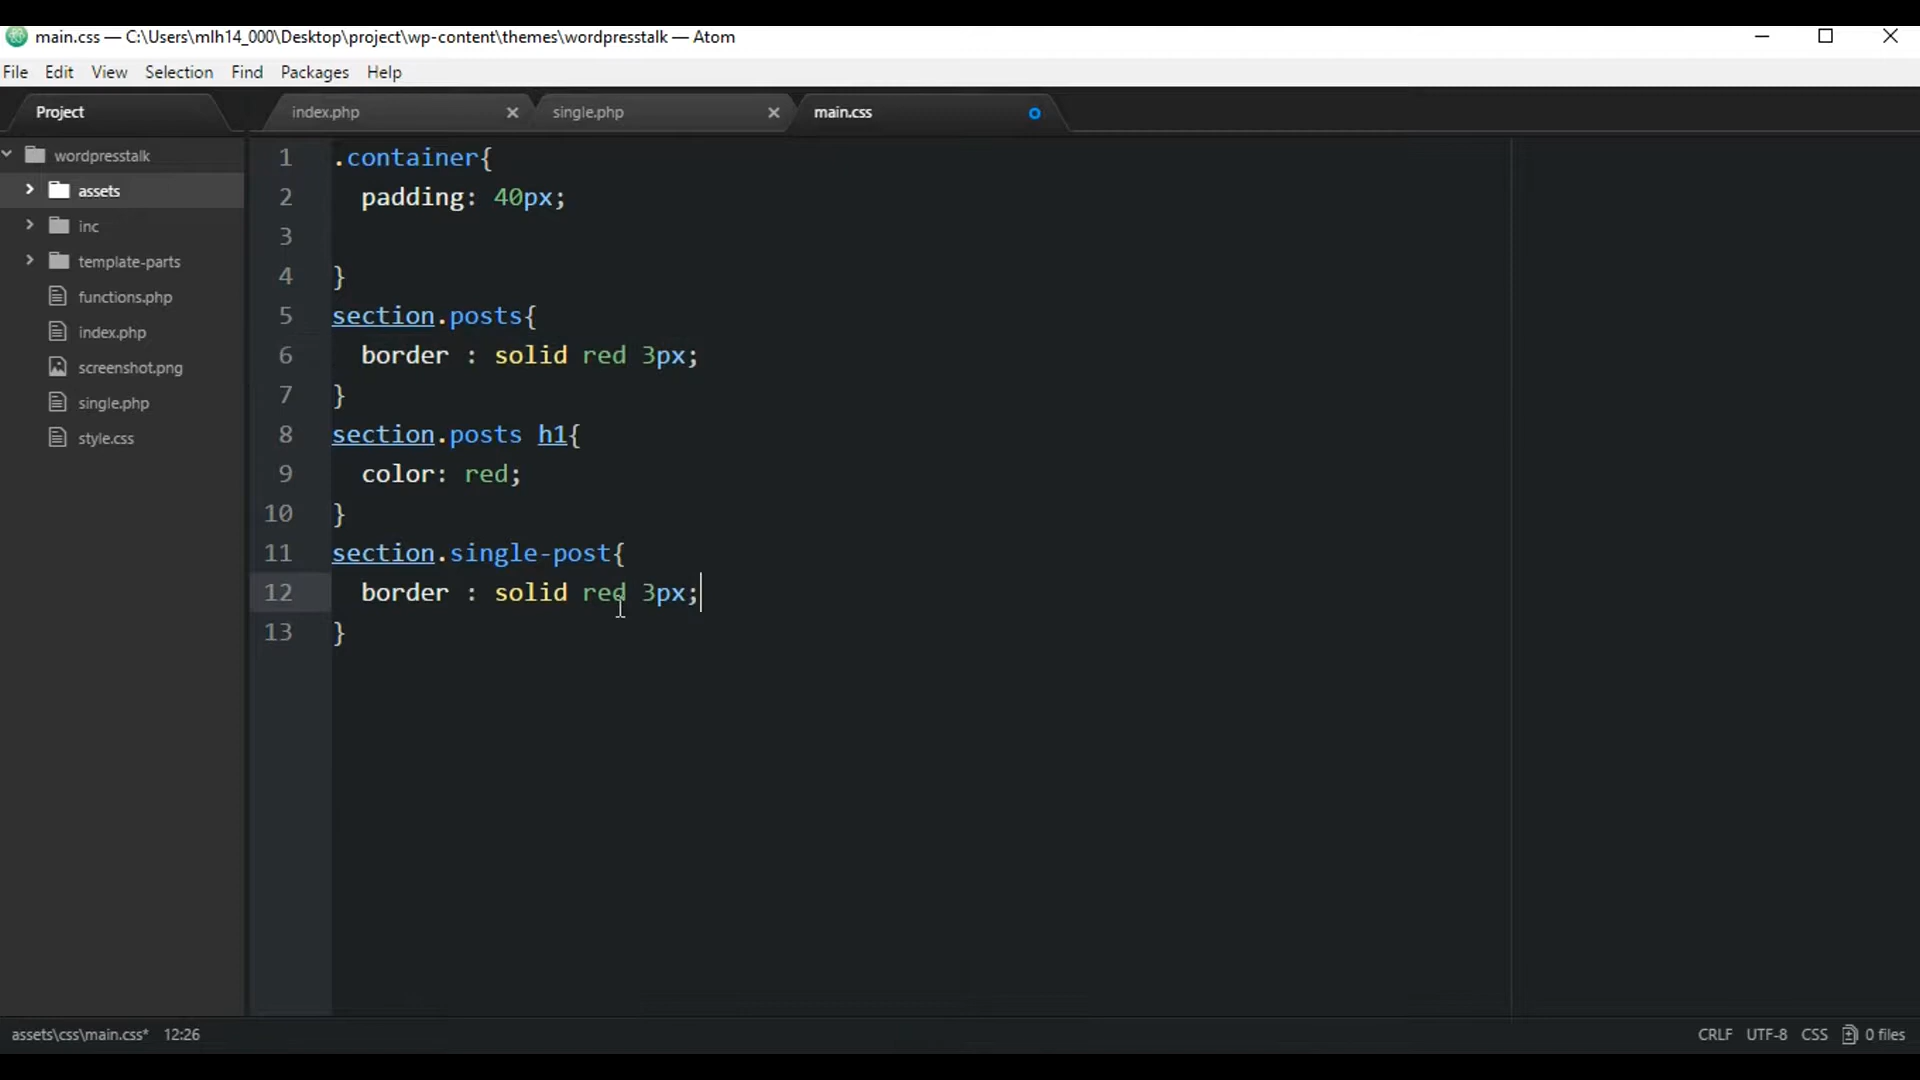 main.css — C:\Users\mlh14_000\Desktop\project\wp-content\themes\wordpresstalk — Atom
File Edit View Selection Find Packages Help
Project
index.php
single.php
main.css
wordpresstalk
assets
inc
template-parts
functions.php
index.php
screenshot.png
single.php
style.css
1 .container{
2 padding: 40px;
3
4 }
5 section.posts{
6 border : solid red 3px;
7 }
8 section.posts h1{
9 color: red;
10 }
11 section.single-post{
12 border : solid red 3px;
13 }
assets\css\main.css* 12:26
CRLF UTF-8 CSS 0 files